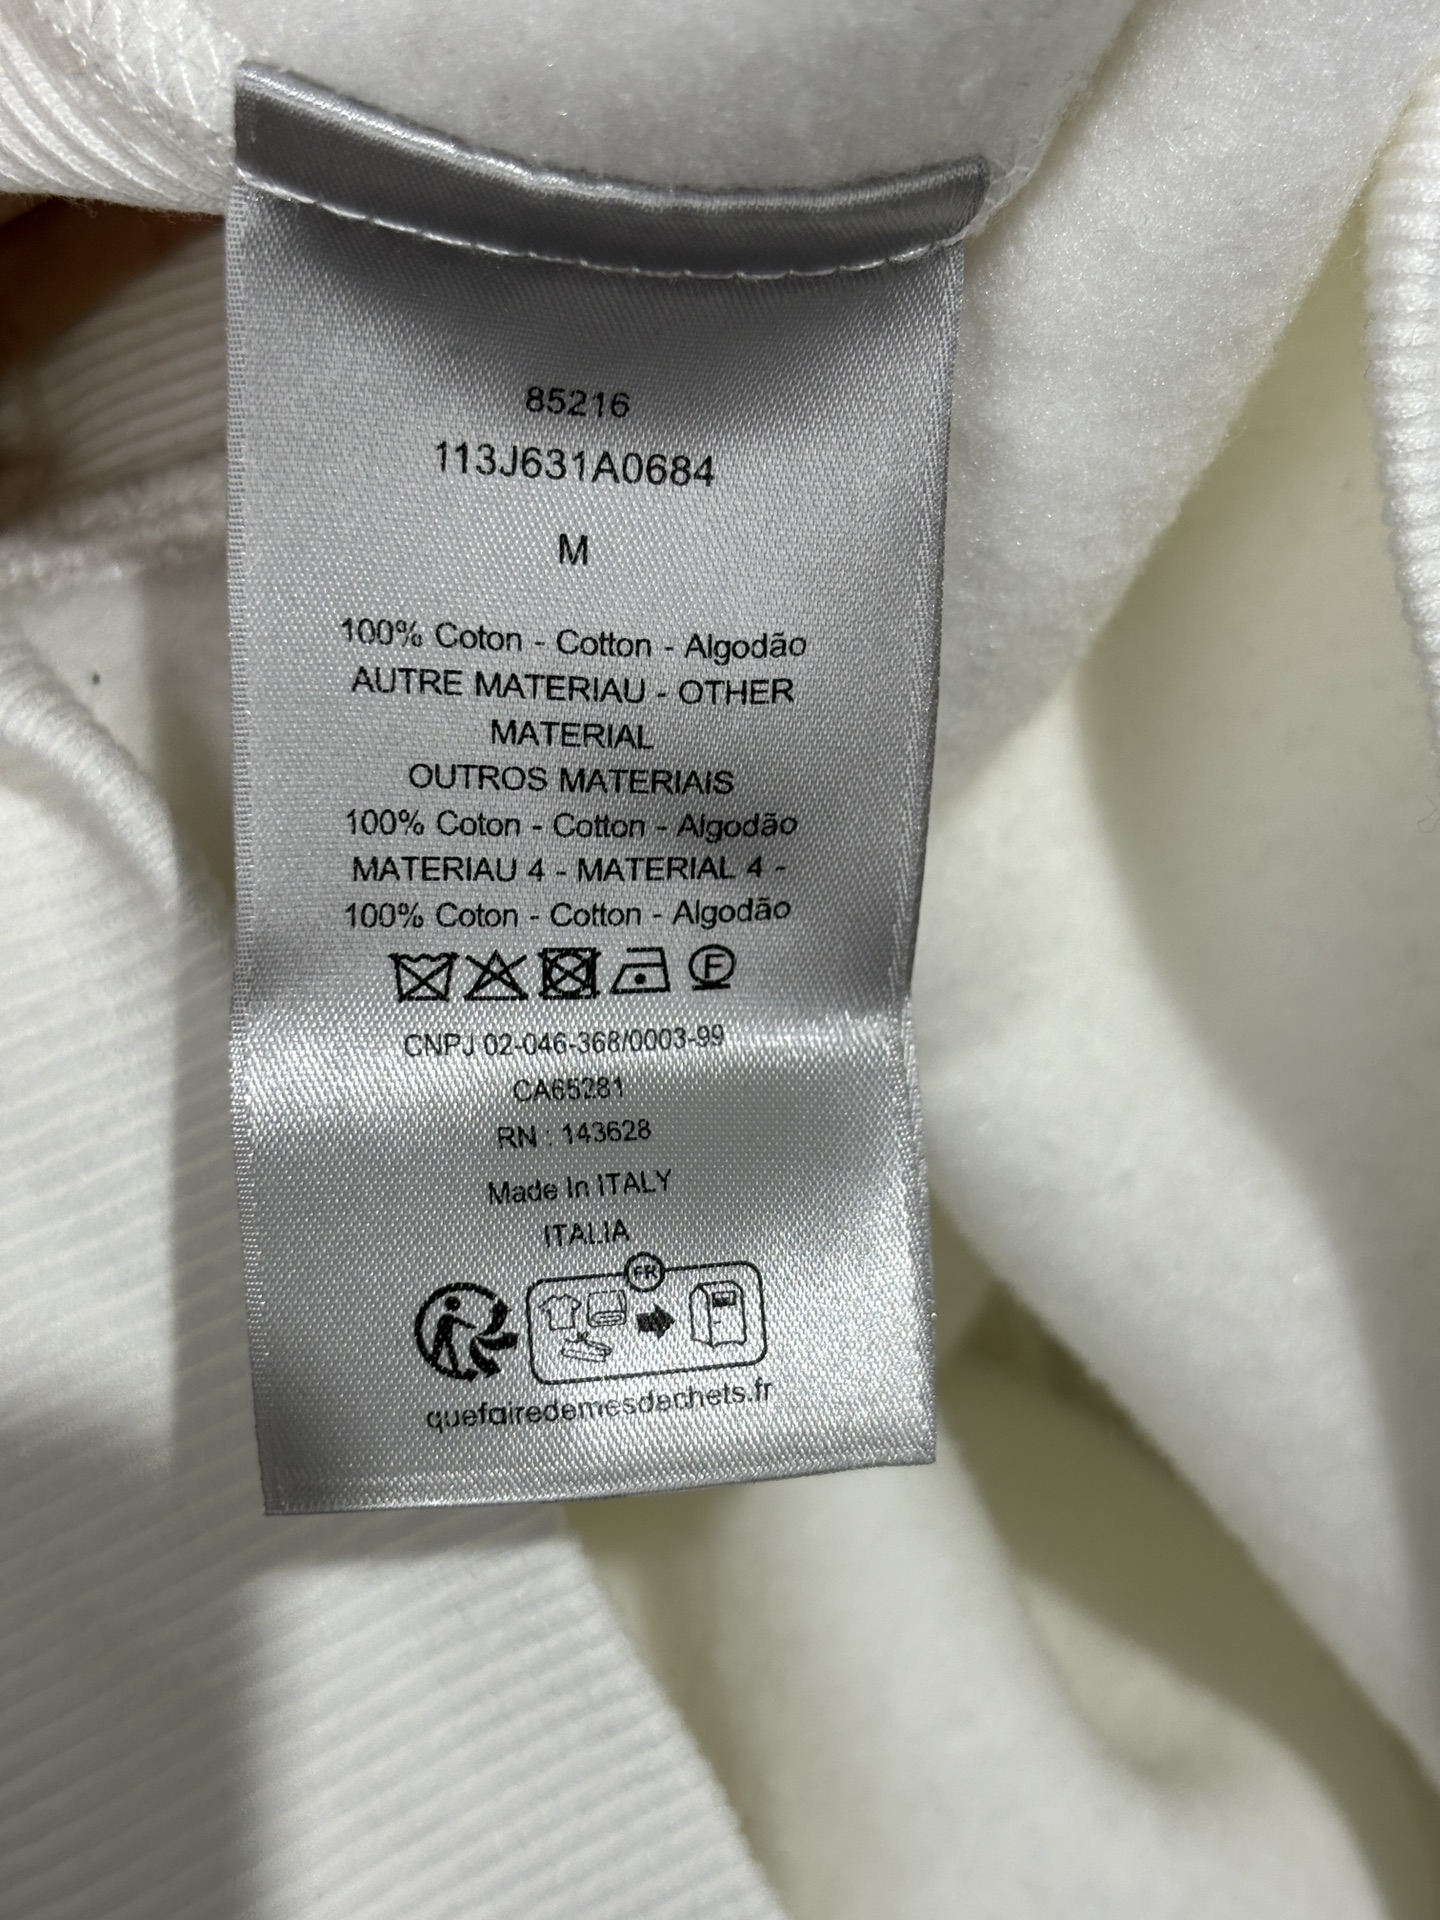 85216
113J631A0684
M
100% Coton - Cotton - Algodão
AUTRE MATERIAU - OTHER
MATERIAL
OUTROS MATERIAIS
100% Coton - Cotton - Algodão
MATERIAU 4 - MATERIAL 4 -
100% Coton - Cotton - Algodão
F
CNPJ 02-046-368/0003-99
CA65281
RN : 143628
Made In ITALY
ITALIA
FR
quefairedemesdechets.fr